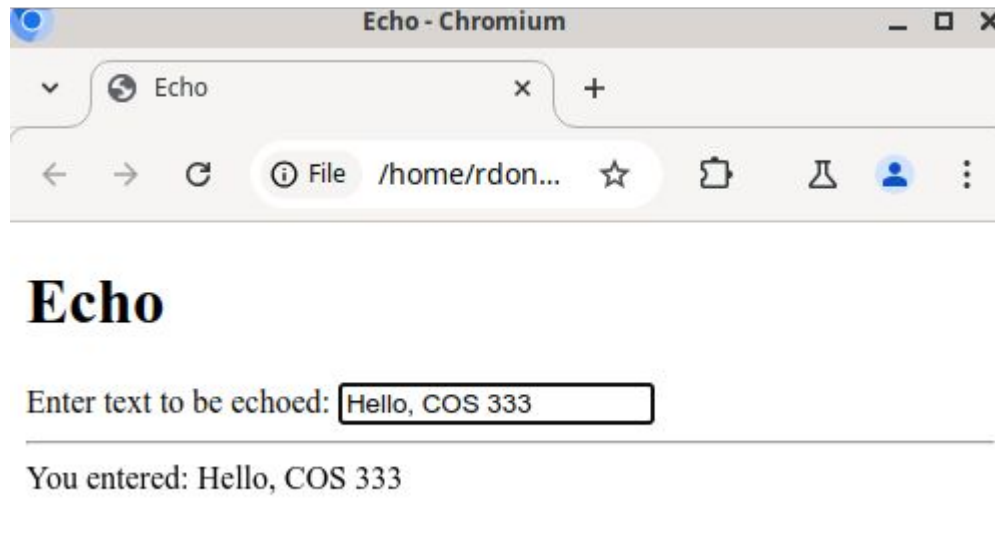 Echo - Chromium
Echo
File /home/rdon...
Echo
Enter text to be echoed: Hello, COS 333
You entered: Hello, COS 333